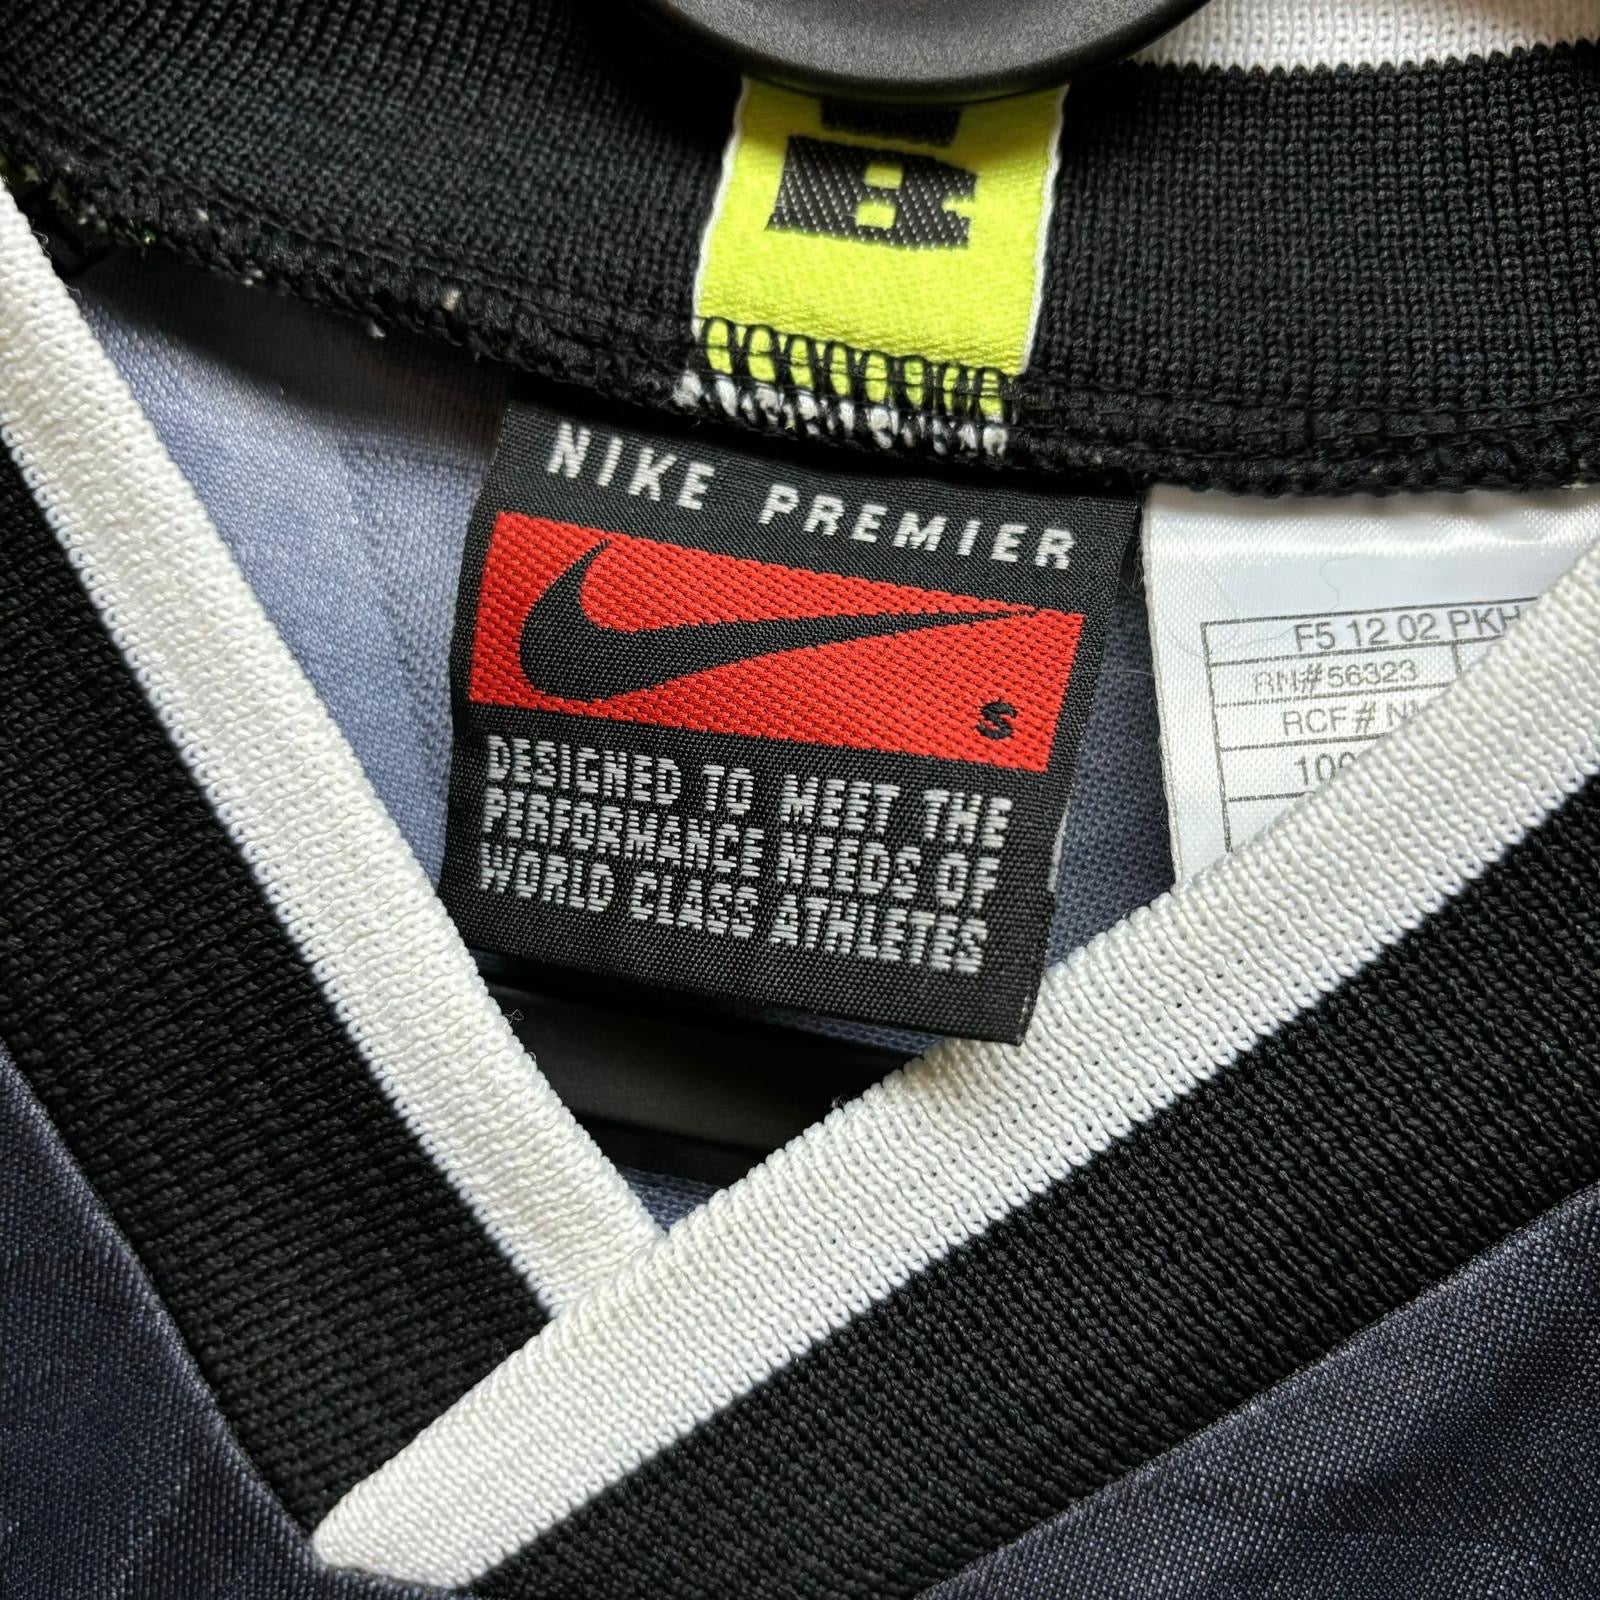 B
NIKE PREMIER
S
DESIGNED TO MEET THE
PERFORMANCE NEEDS OF
WORLD CLASS ATHLETES
F5 12 02 PKH
RN#56323
RCF#